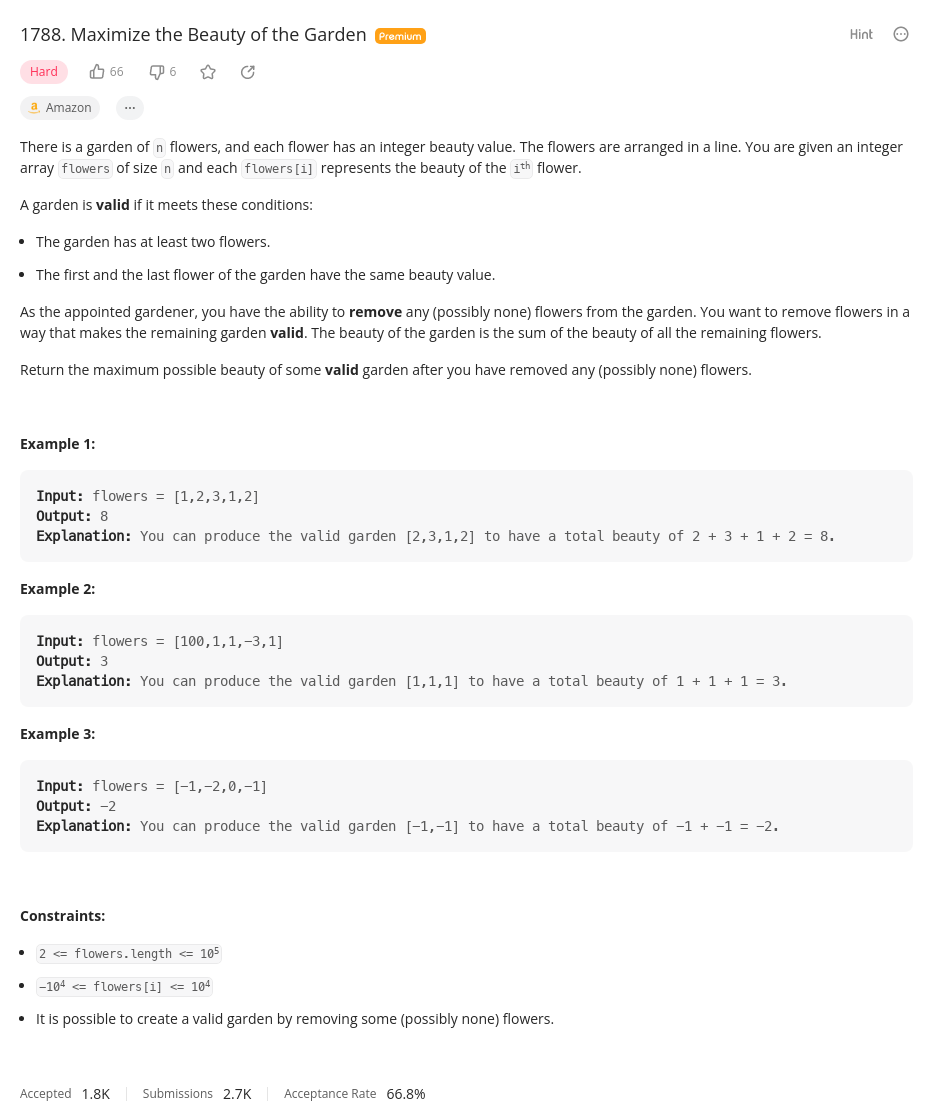 1788. Maximize the Beauty of the Garden Premium Hint
Hard 66 6
Amazon ...
There is a garden of n flowers, and each flower has an integer beauty value. The flowers are arranged in a line. You are given an integer
array flowers of size n and each flowers[i] represents the beauty of the iᵗʰ flower.
A garden is valid if it meets these conditions:
• The garden has at least two flowers.
• The first and the last flower of the garden have the same beauty value.
As the appointed gardener, you have the ability to remove any (possibly none) flowers from the garden. You want to remove flowers in a
way that makes the remaining garden valid. The beauty of the garden is the sum of the beauty of all the remaining flowers.
Return the maximum possible beauty of some valid garden after you have removed any (possibly none) flowers.
Example 1:
Input: flowers = [1,2,3,1,2]
Output: 8
Explanation: You can produce the valid garden [2,3,1,2] to have a total beauty of 2 + 3 + 1 + 2 = 8.
Example 2:
Input: flowers = [100,1,1,-3,1]
Output: 3
Explanation: You can produce the valid garden [1,1,1] to have a total beauty of 1 + 1 + 1 = 3.
Example 3:
Input: flowers = [-1,-2,0,-1]
Output: -2
Explanation: You can produce the valid garden [-1,-1] to have a total beauty of -1 + -1 = -2.
Constraints:
• 2 <= flowers.length <= 10⁵
• -10⁴ <= flowers[i] <= 10⁴
• It is possible to create a valid garden by removing some (possibly none) flowers.
Accepted 1.8K Submissions 2.7K Acceptance Rate 66.8%